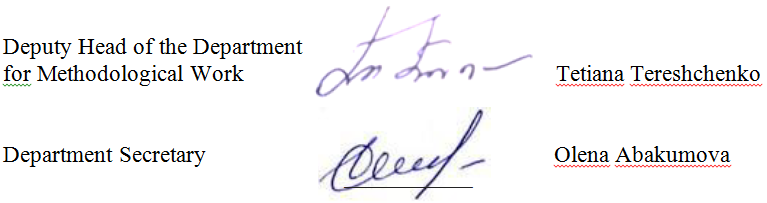 Deputy Head of the Department
for Methodological Work Tetiana Tereshchenko
Department Secretary Olena Abakumova